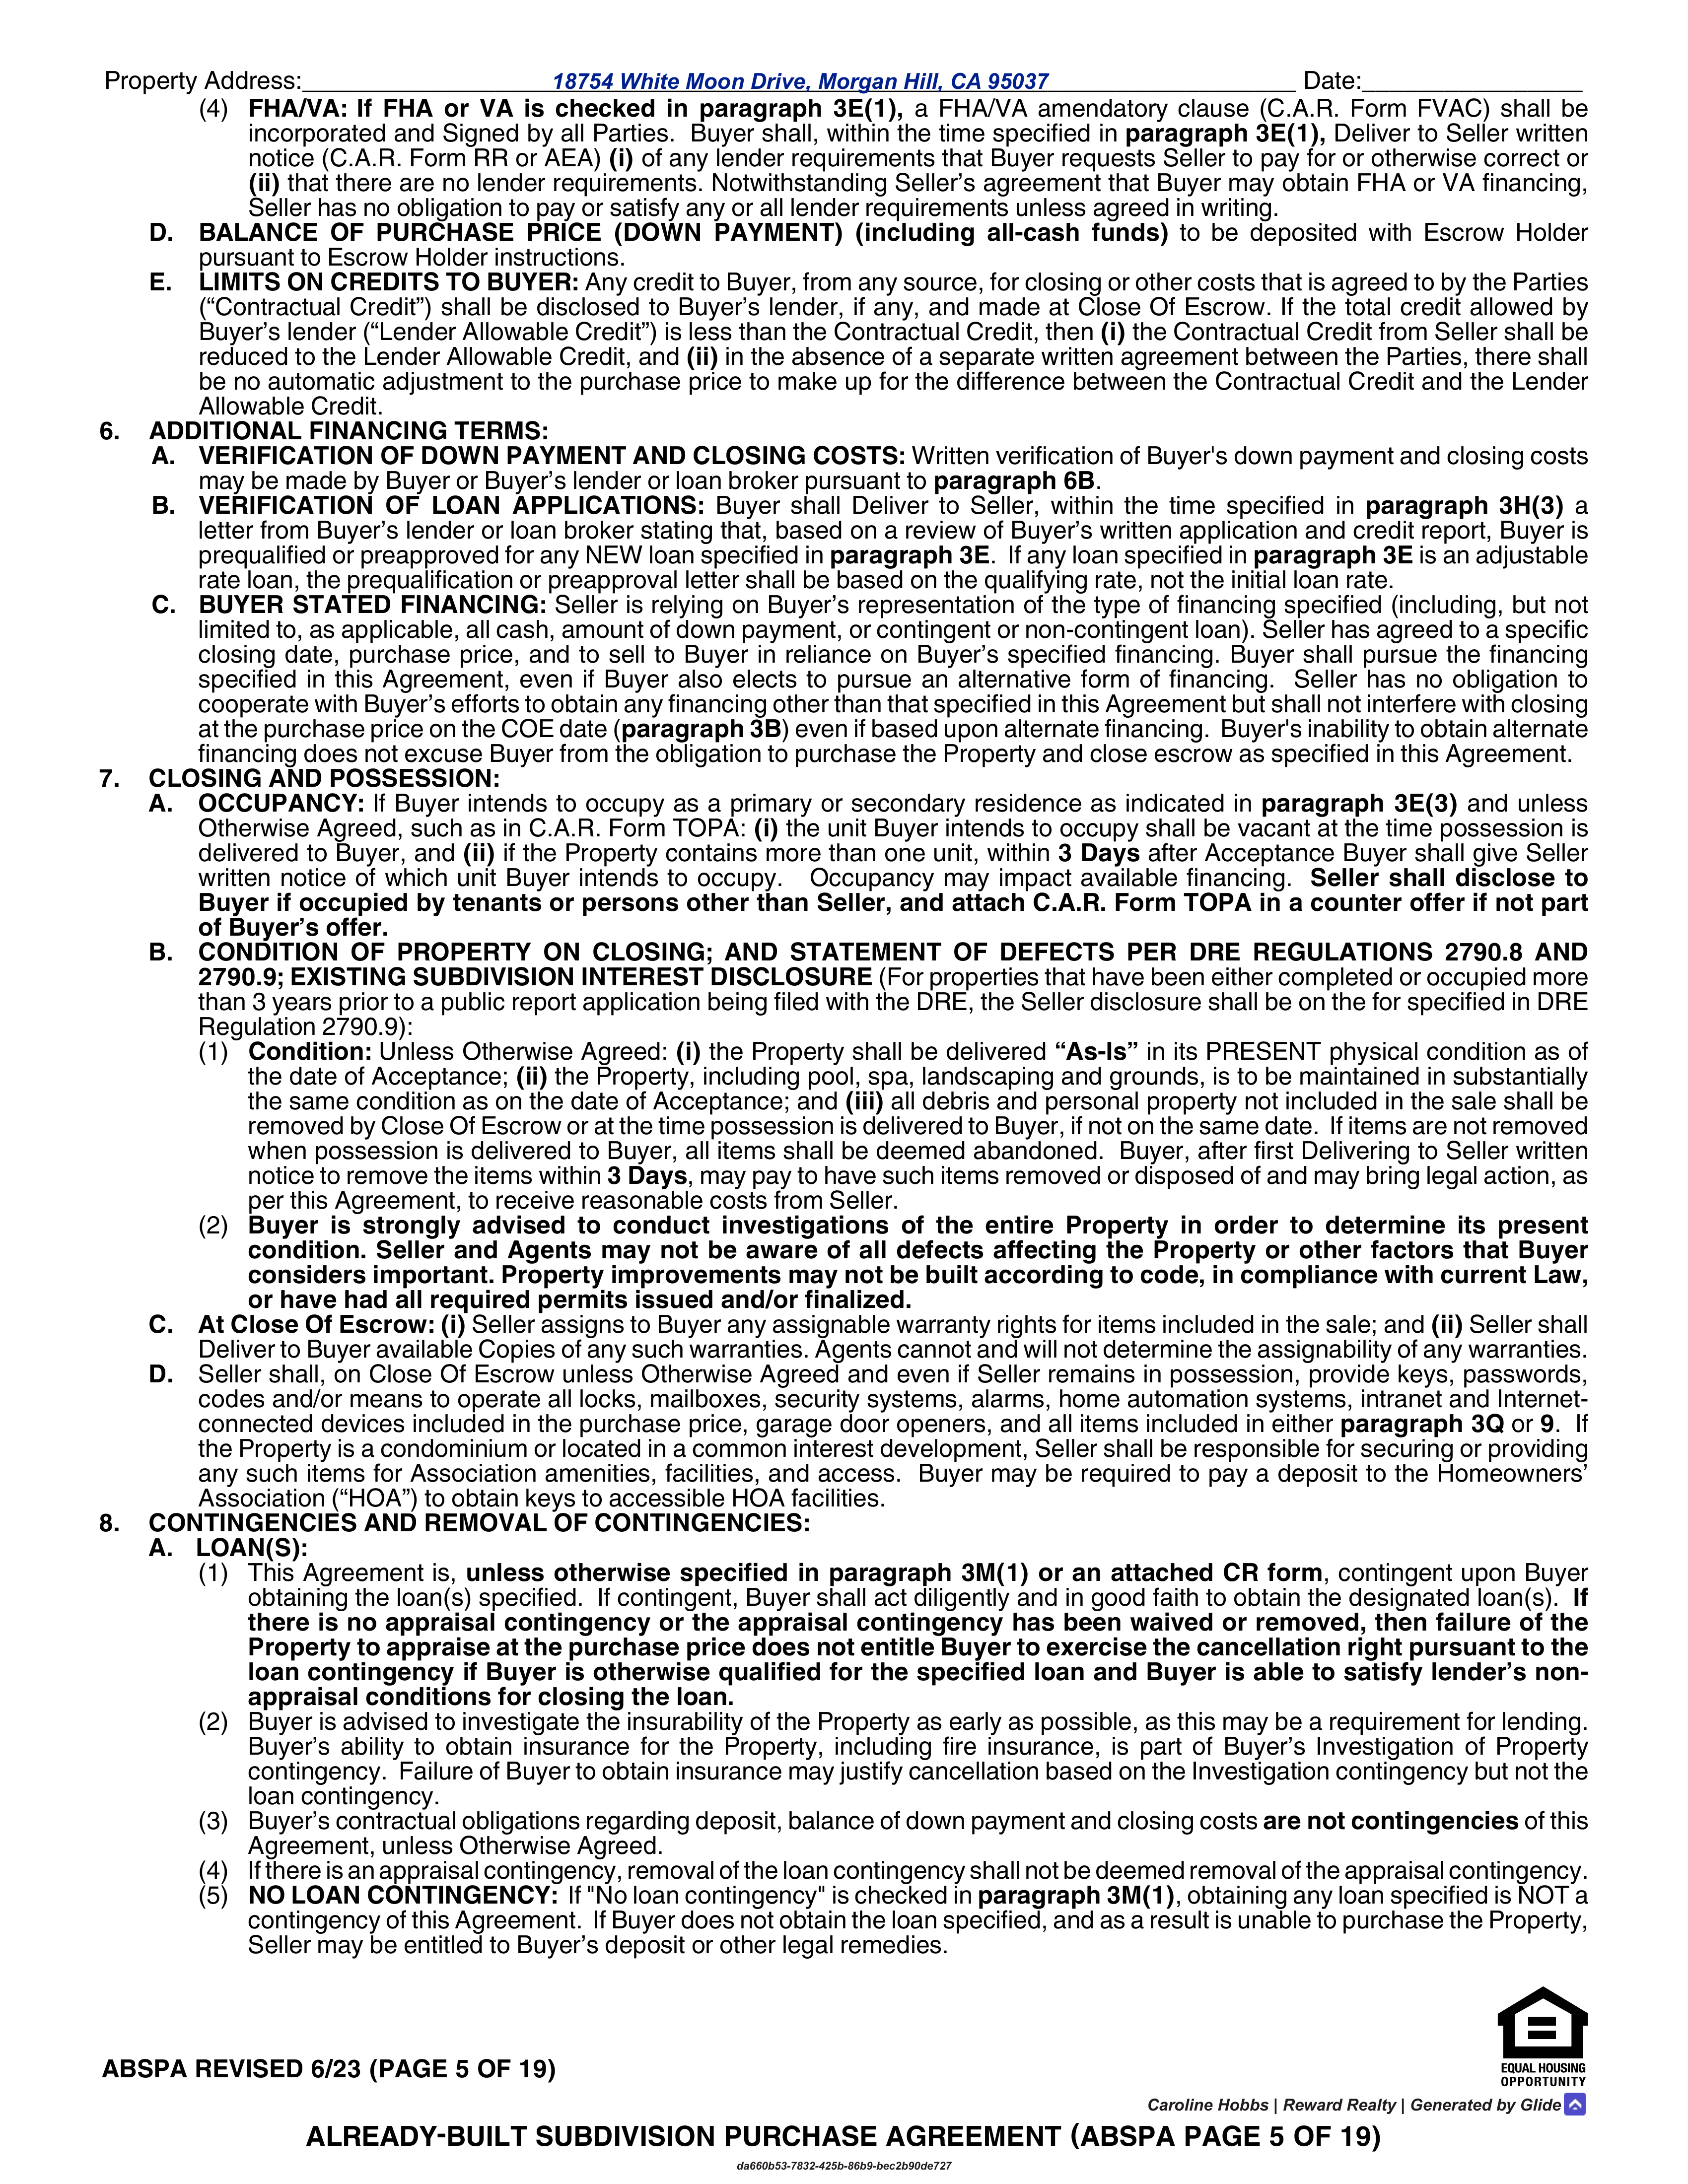 Property Address: 18754 White Moon Drive, Morgan Hill, CA 95037 Date:
(4) FHA/VA: If FHA or VA is checked in paragraph 3E(1), a FHA/VA amendatory clause (C.A.R. Form FVAC) shall be
incorporated and Signed by all Parties. Buyer shall, within the time specified in paragraph 3E(1), Deliver to Seller written
notice (C.A.R. Form RR or AEA) (i) of any lender requirements that Buyer requests Seller to pay for or otherwise correct or
(ii) that there are no lender requirements. Notwithstanding Seller’s agreement that Buyer may obtain FHA or VA financing,
Seller has no obligation to pay or satisfy any or all lender requirements unless agreed in writing.
D. BALANCE OF PURCHASE PRICE (DOWN PAYMENT) (including all-cash funds) to be deposited with Escrow Holder
pursuant to Escrow Holder instructions.
E. LIMITS ON CREDITS TO BUYER: Any credit to Buyer, from any source, for closing or other costs that is agreed to by the Parties
(“Contractual Credit”) shall be disclosed to Buyer’s lender, if any, and made at Close Of Escrow. If the total credit allowed by
Buyer’s lender (“Lender Allowable Credit”) is less than the Contractual Credit, then (i) the Contractual Credit from Seller shall be
reduced to the Lender Allowable Credit, and (ii) in the absence of a separate written agreement between the Parties, there shall
be no automatic adjustment to the purchase price to make up for the difference between the Contractual Credit and the Lender
Allowable Credit.
6. ADDITIONAL FINANCING TERMS:
A. VERIFICATION OF DOWN PAYMENT AND CLOSING COSTS: Written verification of Buyer's down payment and closing costs
may be made by Buyer or Buyer’s lender or loan broker pursuant to paragraph 6B.
B. VERIFICATION OF LOAN APPLICATIONS: Buyer shall Deliver to Seller, within the time specified in paragraph 3H(3) a
letter from Buyer’s lender or loan broker stating that, based on a review of Buyer’s written application and credit report, Buyer is
prequalified or preapproved for any NEW loan specified in paragraph 3E. If any loan specified in paragraph 3E is an adjustable
rate loan, the prequalification or preapproval letter shall be based on the qualifying rate, not the initial loan rate.
C. BUYER STATED FINANCING: Seller is relying on Buyer’s representation of the type of financing specified (including, but not
limited to, as applicable, all cash, amount of down payment, or contingent or non-contingent loan). Seller has agreed to a specific
closing date, purchase price, and to sell to Buyer in reliance on Buyer’s specified financing. Buyer shall pursue the financing
specified in this Agreement, even if Buyer also elects to pursue an alternative form of financing. Seller has no obligation to
cooperate with Buyer’s efforts to obtain any financing other than that specified in this Agreement but shall not interfere with closing
at the purchase price on the COE date (paragraph 3B) even if based upon alternate financing. Buyer's inability to obtain alternate
financing does not excuse Buyer from the obligation to purchase the Property and close escrow as specified in this Agreement.
7. CLOSING AND POSSESSION:
A. OCCUPANCY: If Buyer intends to occupy as a primary or secondary residence as indicated in paragraph 3E(3) and unless
Otherwise Agreed, such as in C.A.R. Form TOPA: (i) the unit Buyer intends to occupy shall be vacant at the time possession is
delivered to Buyer, and (ii) if the Property contains more than one unit, within 3 Days after Acceptance Buyer shall give Seller
written notice of which unit Buyer intends to occupy. Occupancy may impact available financing. Seller shall disclose to
Buyer if occupied by tenants or persons other than Seller, and attach C.A.R. Form TOPA in a counter offer if not part
of Buyer’s offer.
B. CONDITION OF PROPERTY ON CLOSING; AND STATEMENT OF DEFECTS PER DRE REGULATIONS 2790.8 AND
2790.9; EXISTING SUBDIVISION INTEREST DISCLOSURE (For properties that have been either completed or occupied more
than 3 years prior to a public report application being filed with the DRE, the Seller disclosure shall be on the for specified in DRE
Regulation 2790.9):
(1) Condition: Unless Otherwise Agreed: (i) the Property shall be delivered “As-Is” in its PRESENT physical condition as of
the date of Acceptance; (ii) the Property, including pool, spa, landscaping and grounds, is to be maintained in substantially
the same condition as on the date of Acceptance; and (iii) all debris and personal property not included in the sale shall be
removed by Close Of Escrow or at the time possession is delivered to Buyer, if not on the same date. If items are not removed
when possession is delivered to Buyer, all items shall be deemed abandoned. Buyer, after first Delivering to Seller written
notice to remove the items within 3 Days, may pay to have such items removed or disposed of and may bring legal action, as
per this Agreement, to receive reasonable costs from Seller.
(2) Buyer is strongly advised to conduct investigations of the entire Property in order to determine its present
condition. Seller and Agents may not be aware of all defects affecting the Property or other factors that Buyer
considers important. Property improvements may not be built according to code, in compliance with current Law,
or have had all required permits issued and/or finalized.
C. At Close Of Escrow: (i) Seller assigns to Buyer any assignable warranty rights for items included in the sale; and (ii) Seller shall
Deliver to Buyer available Copies of any such warranties. Agents cannot and will not determine the assignability of any warranties.
D. Seller shall, on Close Of Escrow unless Otherwise Agreed and even if Seller remains in possession, provide keys, passwords,
codes and/or means to operate all locks, mailboxes, security systems, alarms, home automation systems, intranet and Internet-
connected devices included in the purchase price, garage door openers, and all items included in either paragraph 3Q or 9. If
the Property is a condominium or located in a common interest development, Seller shall be responsible for securing or providing
any such items for Association amenities, facilities, and access. Buyer may be required to pay a deposit to the Homeowners’
Association (“HOA”) to obtain keys to accessible HOA facilities.
8. CONTINGENCIES AND REMOVAL OF CONTINGENCIES:
A. LOAN(S):
(1) This Agreement is, unless otherwise specified in paragraph 3M(1) or an attached CR form, contingent upon Buyer
obtaining the loan(s) specified. If contingent, Buyer shall act diligently and in good faith to obtain the designated loan(s). If
there is no appraisal contingency or the appraisal contingency has been waived or removed, then failure of the
Property to appraise at the purchase price does not entitle Buyer to exercise the cancellation right pursuant to the
loan contingency if Buyer is otherwise qualified for the specified loan and Buyer is able to satisfy lender’s non-
appraisal conditions for closing the loan.
(2) Buyer is advised to investigate the insurability of the Property as early as possible, as this may be a requirement for lending.
Buyer’s ability to obtain insurance for the Property, including fire insurance, is part of Buyer’s Investigation of Property
contingency. Failure of Buyer to obtain insurance may justify cancellation based on the Investigation contingency but not the
loan contingency.
(3) Buyer’s contractual obligations regarding deposit, balance of down payment and closing costs are not contingencies of this
Agreement, unless Otherwise Agreed.
(4) If there is an appraisal contingency, removal of the loan contingency shall not be deemed removal of the appraisal contingency.
(5) NO LOAN CONTINGENCY: If "No loan contingency" is checked in paragraph 3M(1), obtaining any loan specified is NOT a
contingency of this Agreement. If Buyer does not obtain the loan specified, and as a result is unable to purchase the Property,
Seller may be entitled to Buyer’s deposit or other legal remedies.
EQUAL HOUSING
OPPORTUNITY
ABSPA REVISED 6/23 (PAGE 5 OF 19)
Caroline Hobbs | Reward Realty | Generated by Glide
ALREADY-BUILT SUBDIVISION PURCHASE AGREEMENT (ABSPA PAGE 5 OF 19)
da660b53-7832-425b-86b9-bec2b90de727